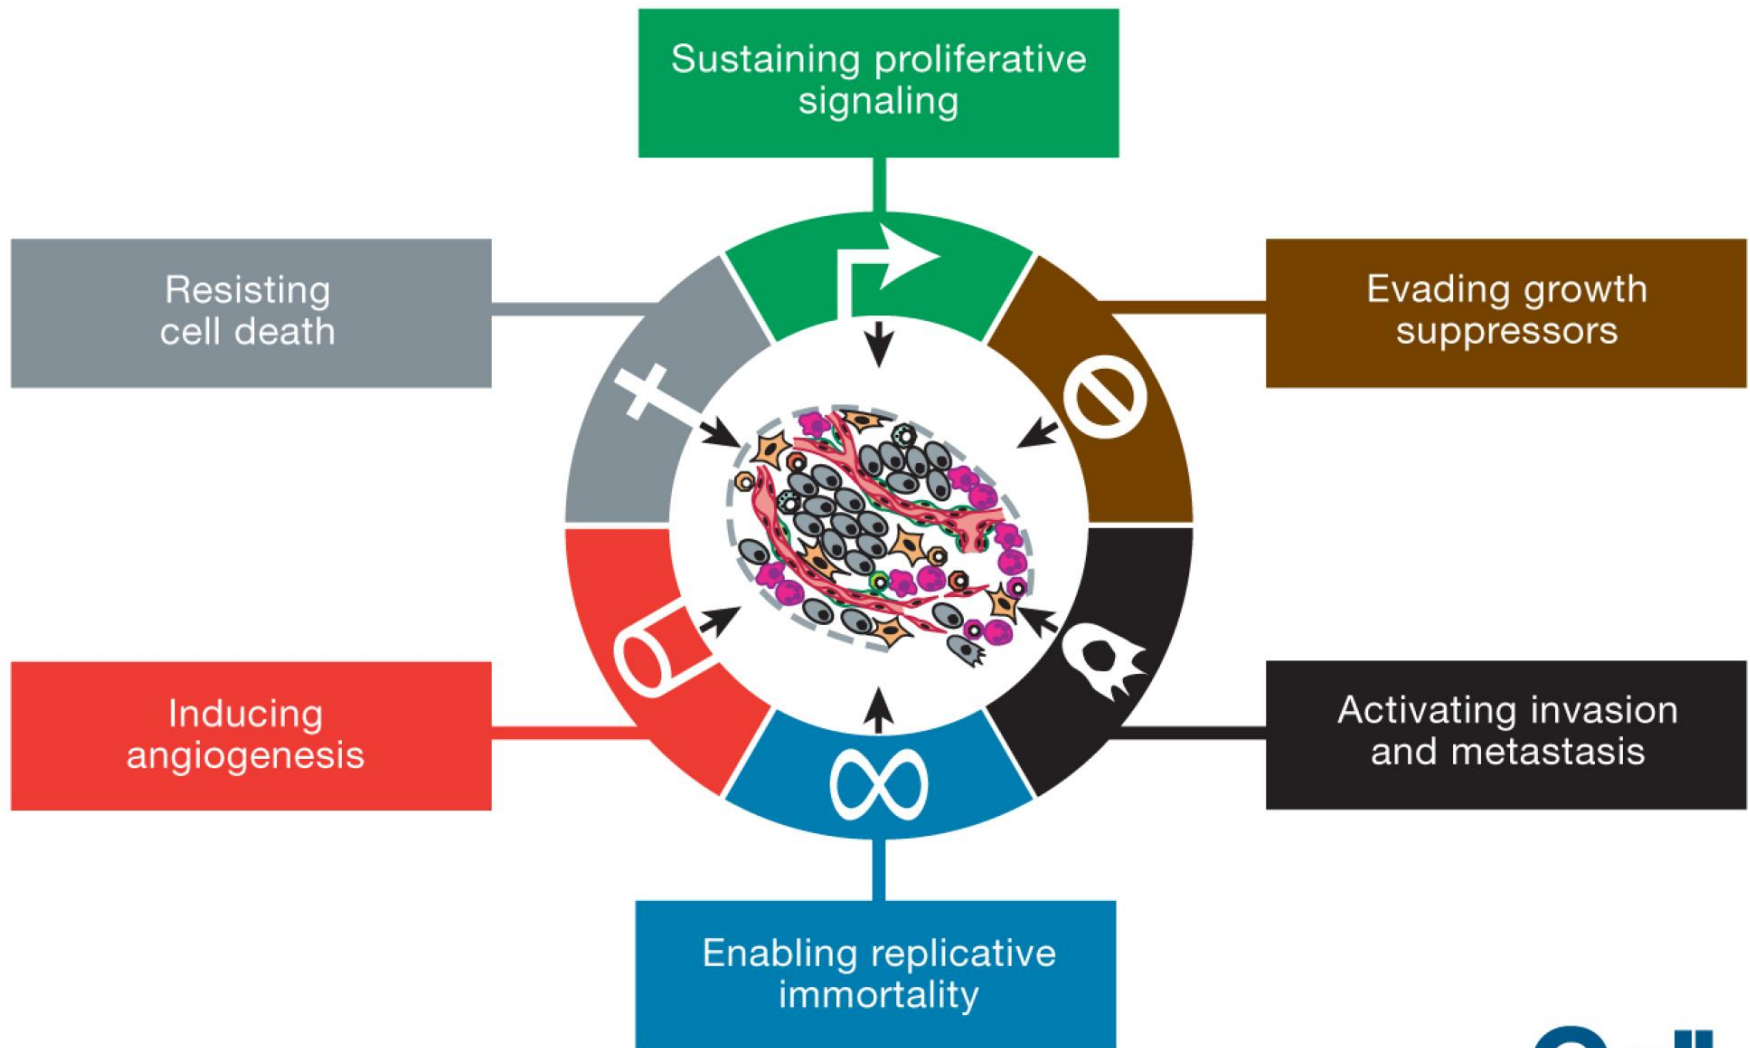 Sustaining proliferative
signaling
Resisting
cell death
Evading growth
suppressors
Inducing
angiogenesis
Activating invasion
and metastasis
Enabling replicative
immortality